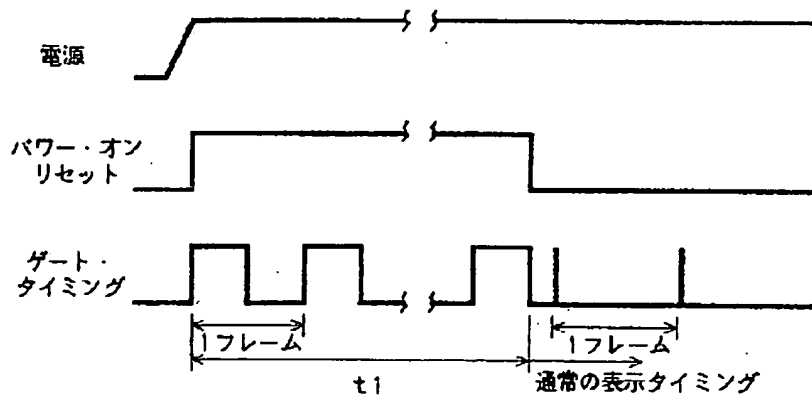 電源
パワー・オン
リセット
ゲート・
タイミング
1フレーム
1フレーム
t1
通常の表示タイミング